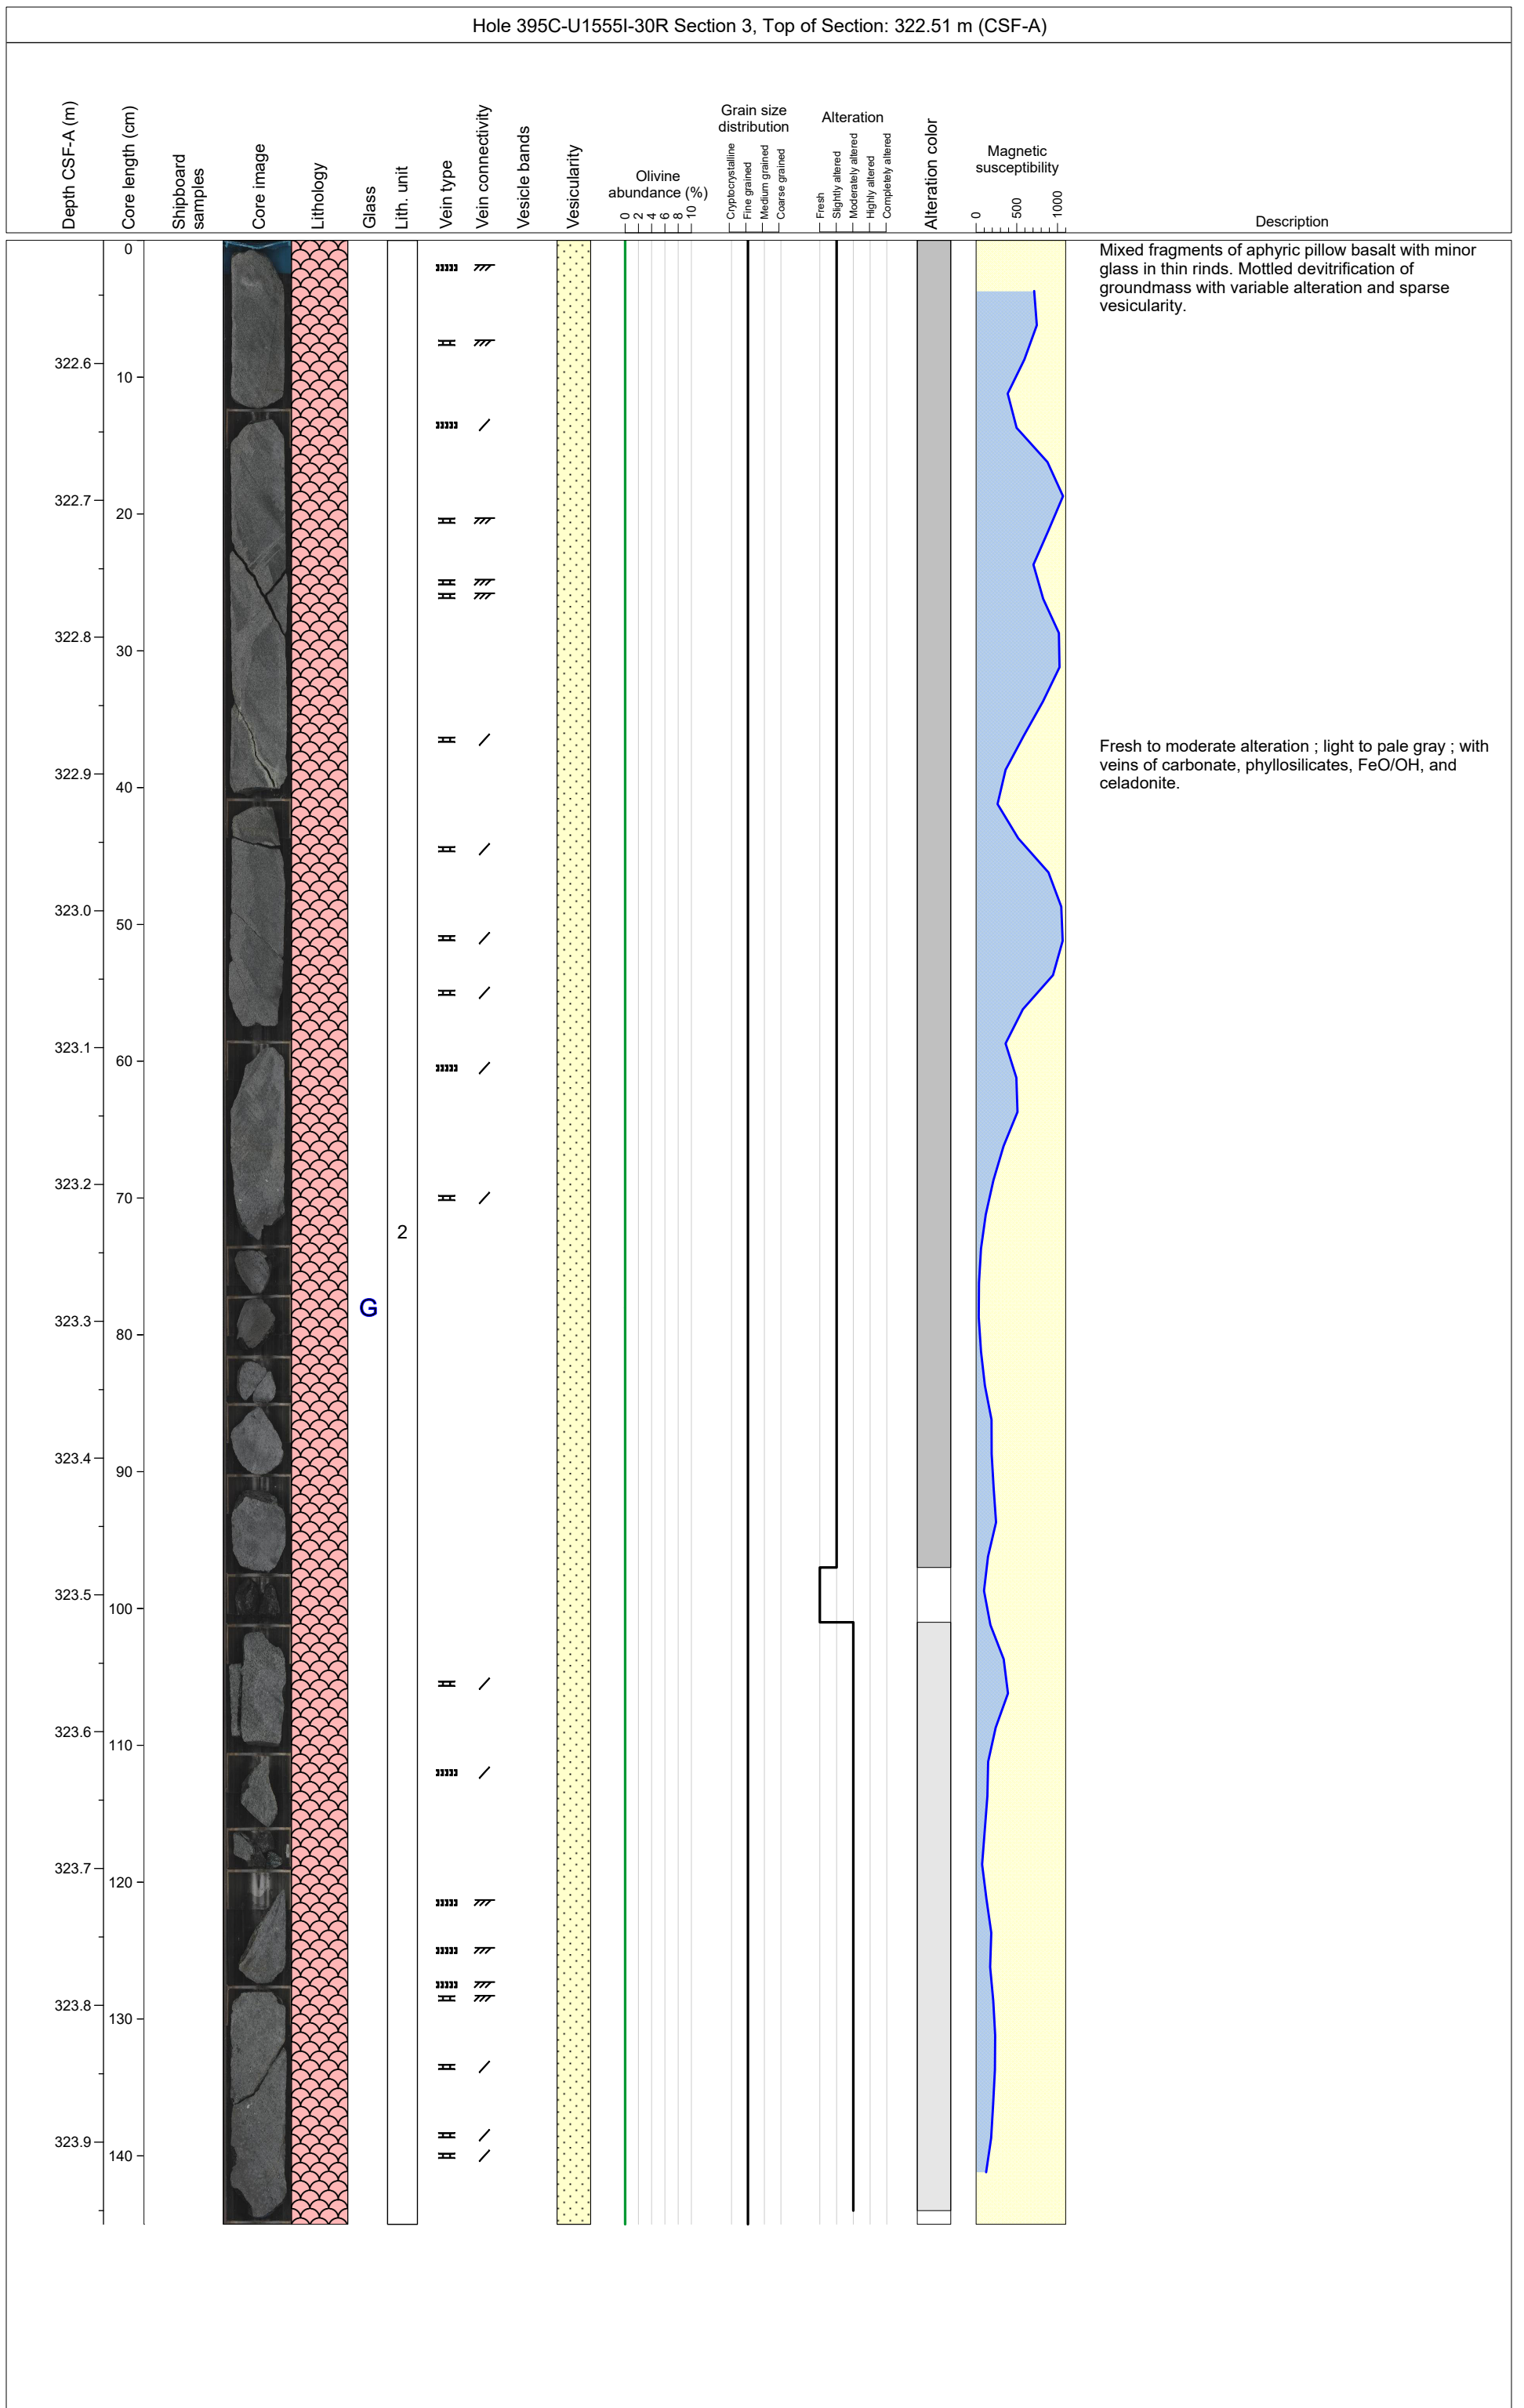 Hole 395C-U1555I-30R Section 3, Top of Section: 322.51 m (CSF-A)
Depth CSF-A (m)
Core length (cm)
Shipboard
samples
Core image
Lithology
Glass
Lith. unit
Vein type
Vein connectivity
Vesicle bands
Vesicularity
Olivine
abundance (%)
0 2 4 6 8 10
Grain size
distribution
Cryptocrystalline
Fine grained
Medium grained
Coarse grained
Alteration
Fresh
Slightly altered
Moderately altered
Highly altered
Completely altered
Alteration color
Magnetic
susceptibility
0 500 1000
Description
0
Mixed fragments of aphyric pillow basalt with minor
glass in thin rinds. Mottled devitrification of
groundmass with variable alteration and sparse
vesicularity.
322.6
10
322.7
20
322.8
30
Fresh to moderate alteration ; light to pale gray ; with
veins of carbonate, phyllosilicates, FeO/OH, and
celadonite.
322.9
40
323.0
50
323.1
60
323.2
70
2
G
323.3
80
323.4
90
323.5
100
323.6
110
323.7
120
323.8
130
323.9
140